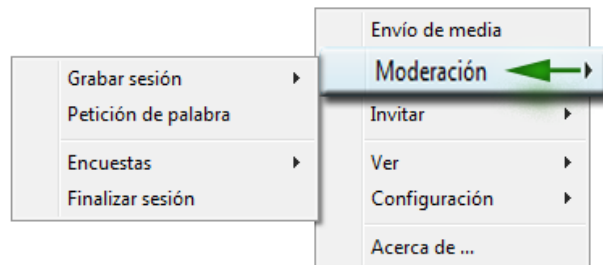 Envío de media
Moderación
Invitar
Ver
Configuración
Acerca de ...
Grabar sesión
Petición de palabra
Encuestas
Finalizar sesión